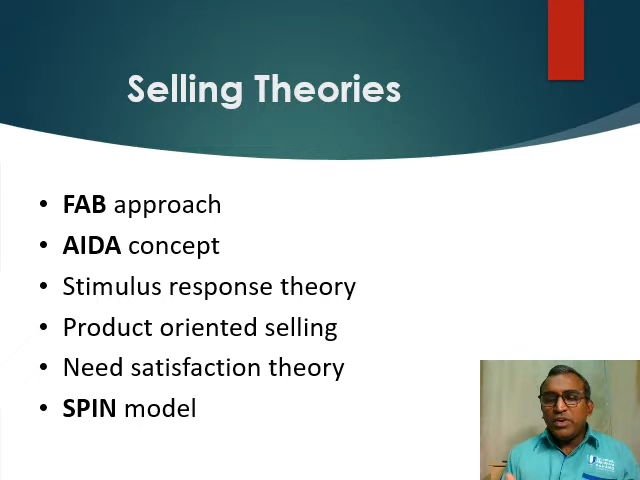 Selling Theories
• FAB approach
• AIDA concept
• Stimulus response theory
• Product oriented selling
• Need satisfaction theory
• SPIN model